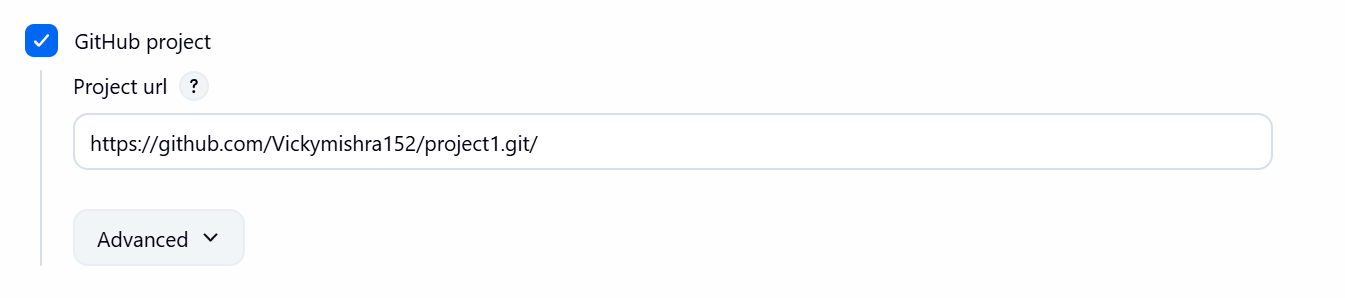 GitHub project
Project url ?
https://github.com/Vickymishra152/project1.git/
Advanced